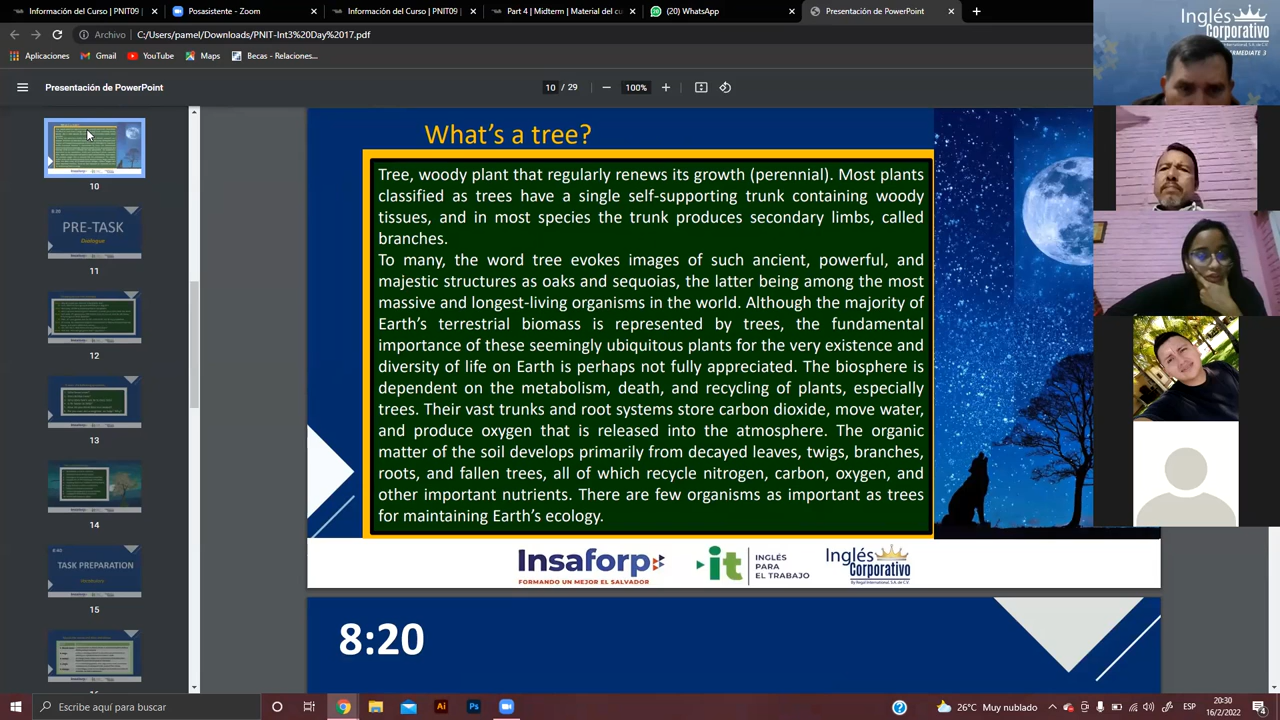 Información del Curso | PNIT09
Posasistente - Zoom
Información del Curso | PNIT09
Part 4 | Midterm | Material del cu
(20) WhatsApp
Presentación de PowerPoint
Archivo
C:/Users/pamel/Downloads/PNIT-Int3%20Day%2017.pdf
Aplicaciones
Gmail
YouTube
Maps
Becas - Relaciones...
Presentación de PowerPoint
10 / 29
100%
Inglés
Corporativo
10
8:20
PRE-TASK
Dialogue
11
12
13
14
8:40
TASK PREPARATION
15
What's a tree?
Tree, woody plant that regularly renews its growth (perennial). Most plants
classified as trees have a single self-supporting trunk containing woody
tissues, and in most species the trunk produces secondary limbs, called
branches.
To many, the word tree evokes images of such ancient, powerful, and
majestic structures as oaks and sequoias, the latter being among the most
massive and longest-living organisms in the world. Although the majority of
Earth's terrestrial biomass is represented by trees, the fundamental
importance of these seemingly ubiquitous plants for the very existence and
diversity of life on Earth is perhaps not fully appreciated. The biosphere is
dependent on the metabolism, death, and recycling of plants, especially
trees. Their vast trunks and root systems store carbon dioxide, move water,
and produce oxygen that is released into the atmosphere. The organic
matter of the soil develops primarily from decayed leaves, twigs, branches,
roots, and fallen trees, all of which recycle nitrogen, carbon, oxygen, and
other important nutrients. There are few organisms as important as trees
for maintaining Earth's ecology.
Insaforp
FORMANDO UN MEJOR EL SALVADOR
it
INGLÉS
PARA
EL TRABAJO
Inglés
Corporativo
By Regal International, S.A. de C.V.
8:20
Escribe aquí para buscar
26°C Muy nublado
ESP
20:30
16/2/2022
4